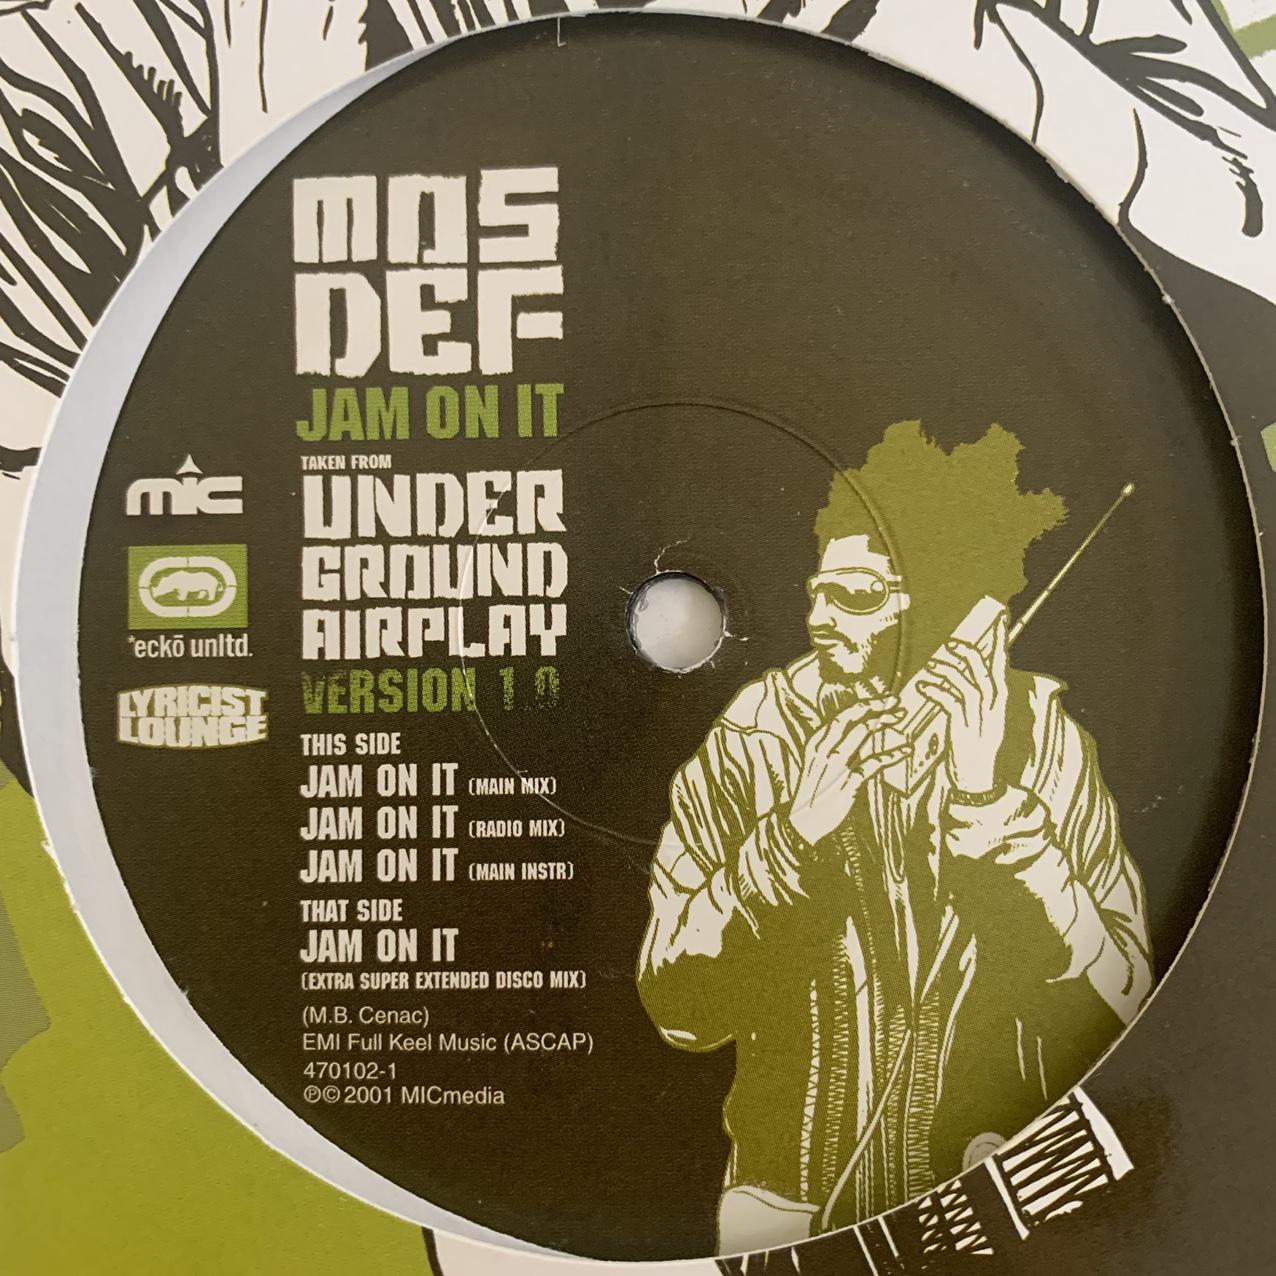 MOS
DEF
JAM ON IT
TAKEN FROM
UNDER
GROUND
AIRPLAY
VERSION 1.0
mic
*eckō unltd.
LYRICIST
LOUNGE
THIS SIDE
JAM ON IT (MAIN MIX)
JAM ON IT (RADIO MIX)
JAM ON IT (MAIN INSTR)
THAT SIDE
JAM ON IT
(EXTRA SUPER EXTENDED DISCO MIX)
(M.B. Cenac)
EMI Full Keel Music (ASCAP)
470102-1
℗© 2001 MICmedia